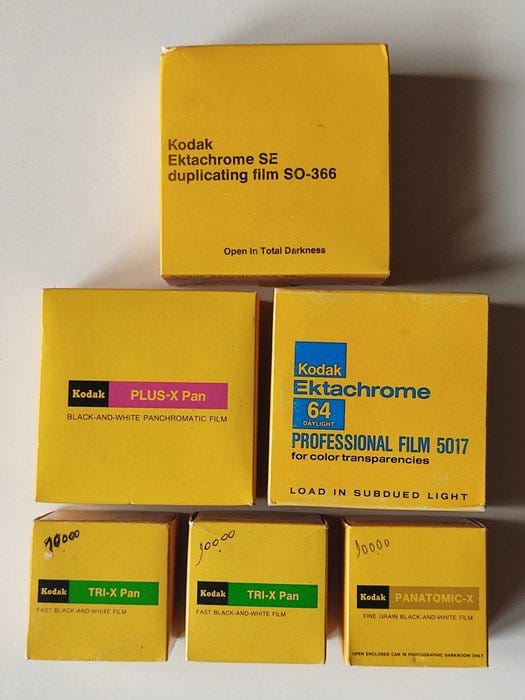 Kodak
Ektachrome SE
duplicating film SO-366
Open in Total Darkness
Kodak PLUS-X Pan
BLACK-AND-WHITE PANCHROMATIC FILM
Kodak
Ektachrome
64
DAYLIGHT
PROFESSIONAL FILM 5017
for color transparencies
LOAD IN SUBDUED LIGHT
Kodak TRI-X Pan
FAST BLACK-AND-WHITE FILM
10000
Kodak TRI-X Pan
FAST BLACK-AND-WHITE FILM
10000
Kodak PANATOMIC-X
FINE GRAIN BLACK-AND-WHITE FILM
OPEN ENCLOSED CAN IN PHOTOGRAPHIC DARKROOM ONLY